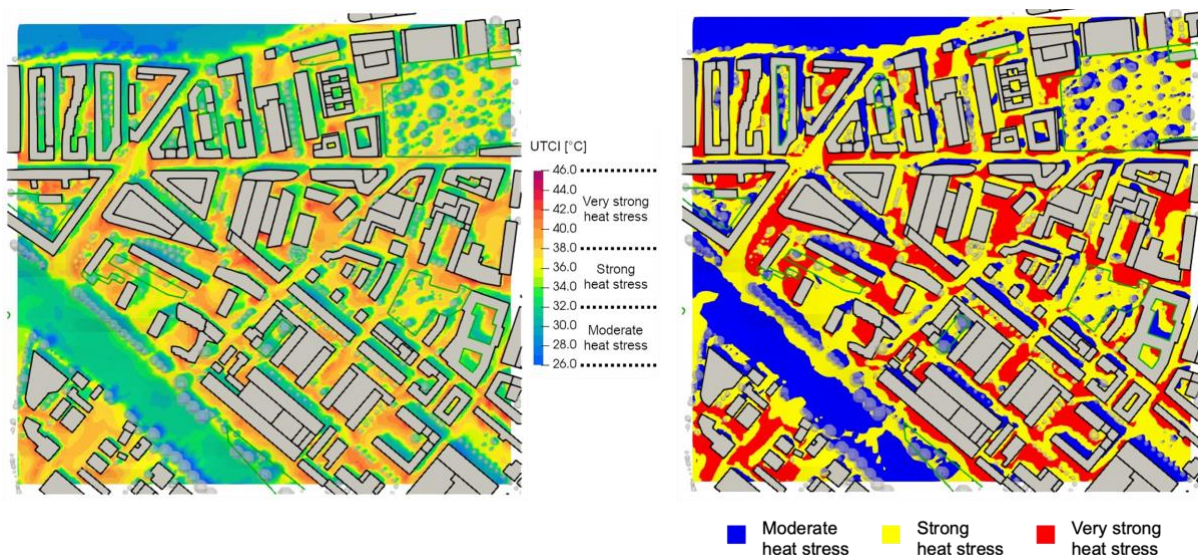 UTCI [°C]
46.0
44.0
Very strong
heat stress
42.0
40.0
38.0
36.0
Strong
heat stress
34.0
32.0
30.0
Moderate
heat stress
28.0
26.0
Moderate
heat stress
Strong
heat stress
Very strong
heat stress